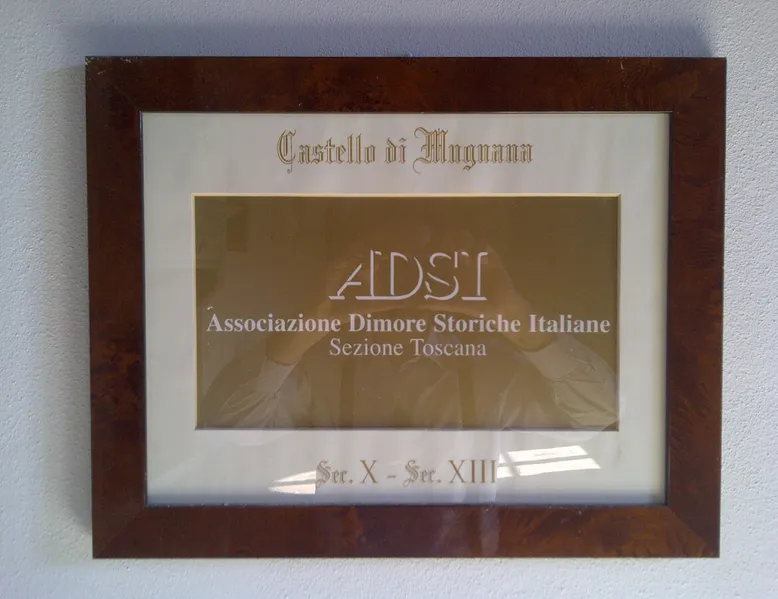 Castello di Mugnana
ADSI
Associazione Dimore Storiche Italiane
Sezione Toscana
Sec. X - Sec. XIII